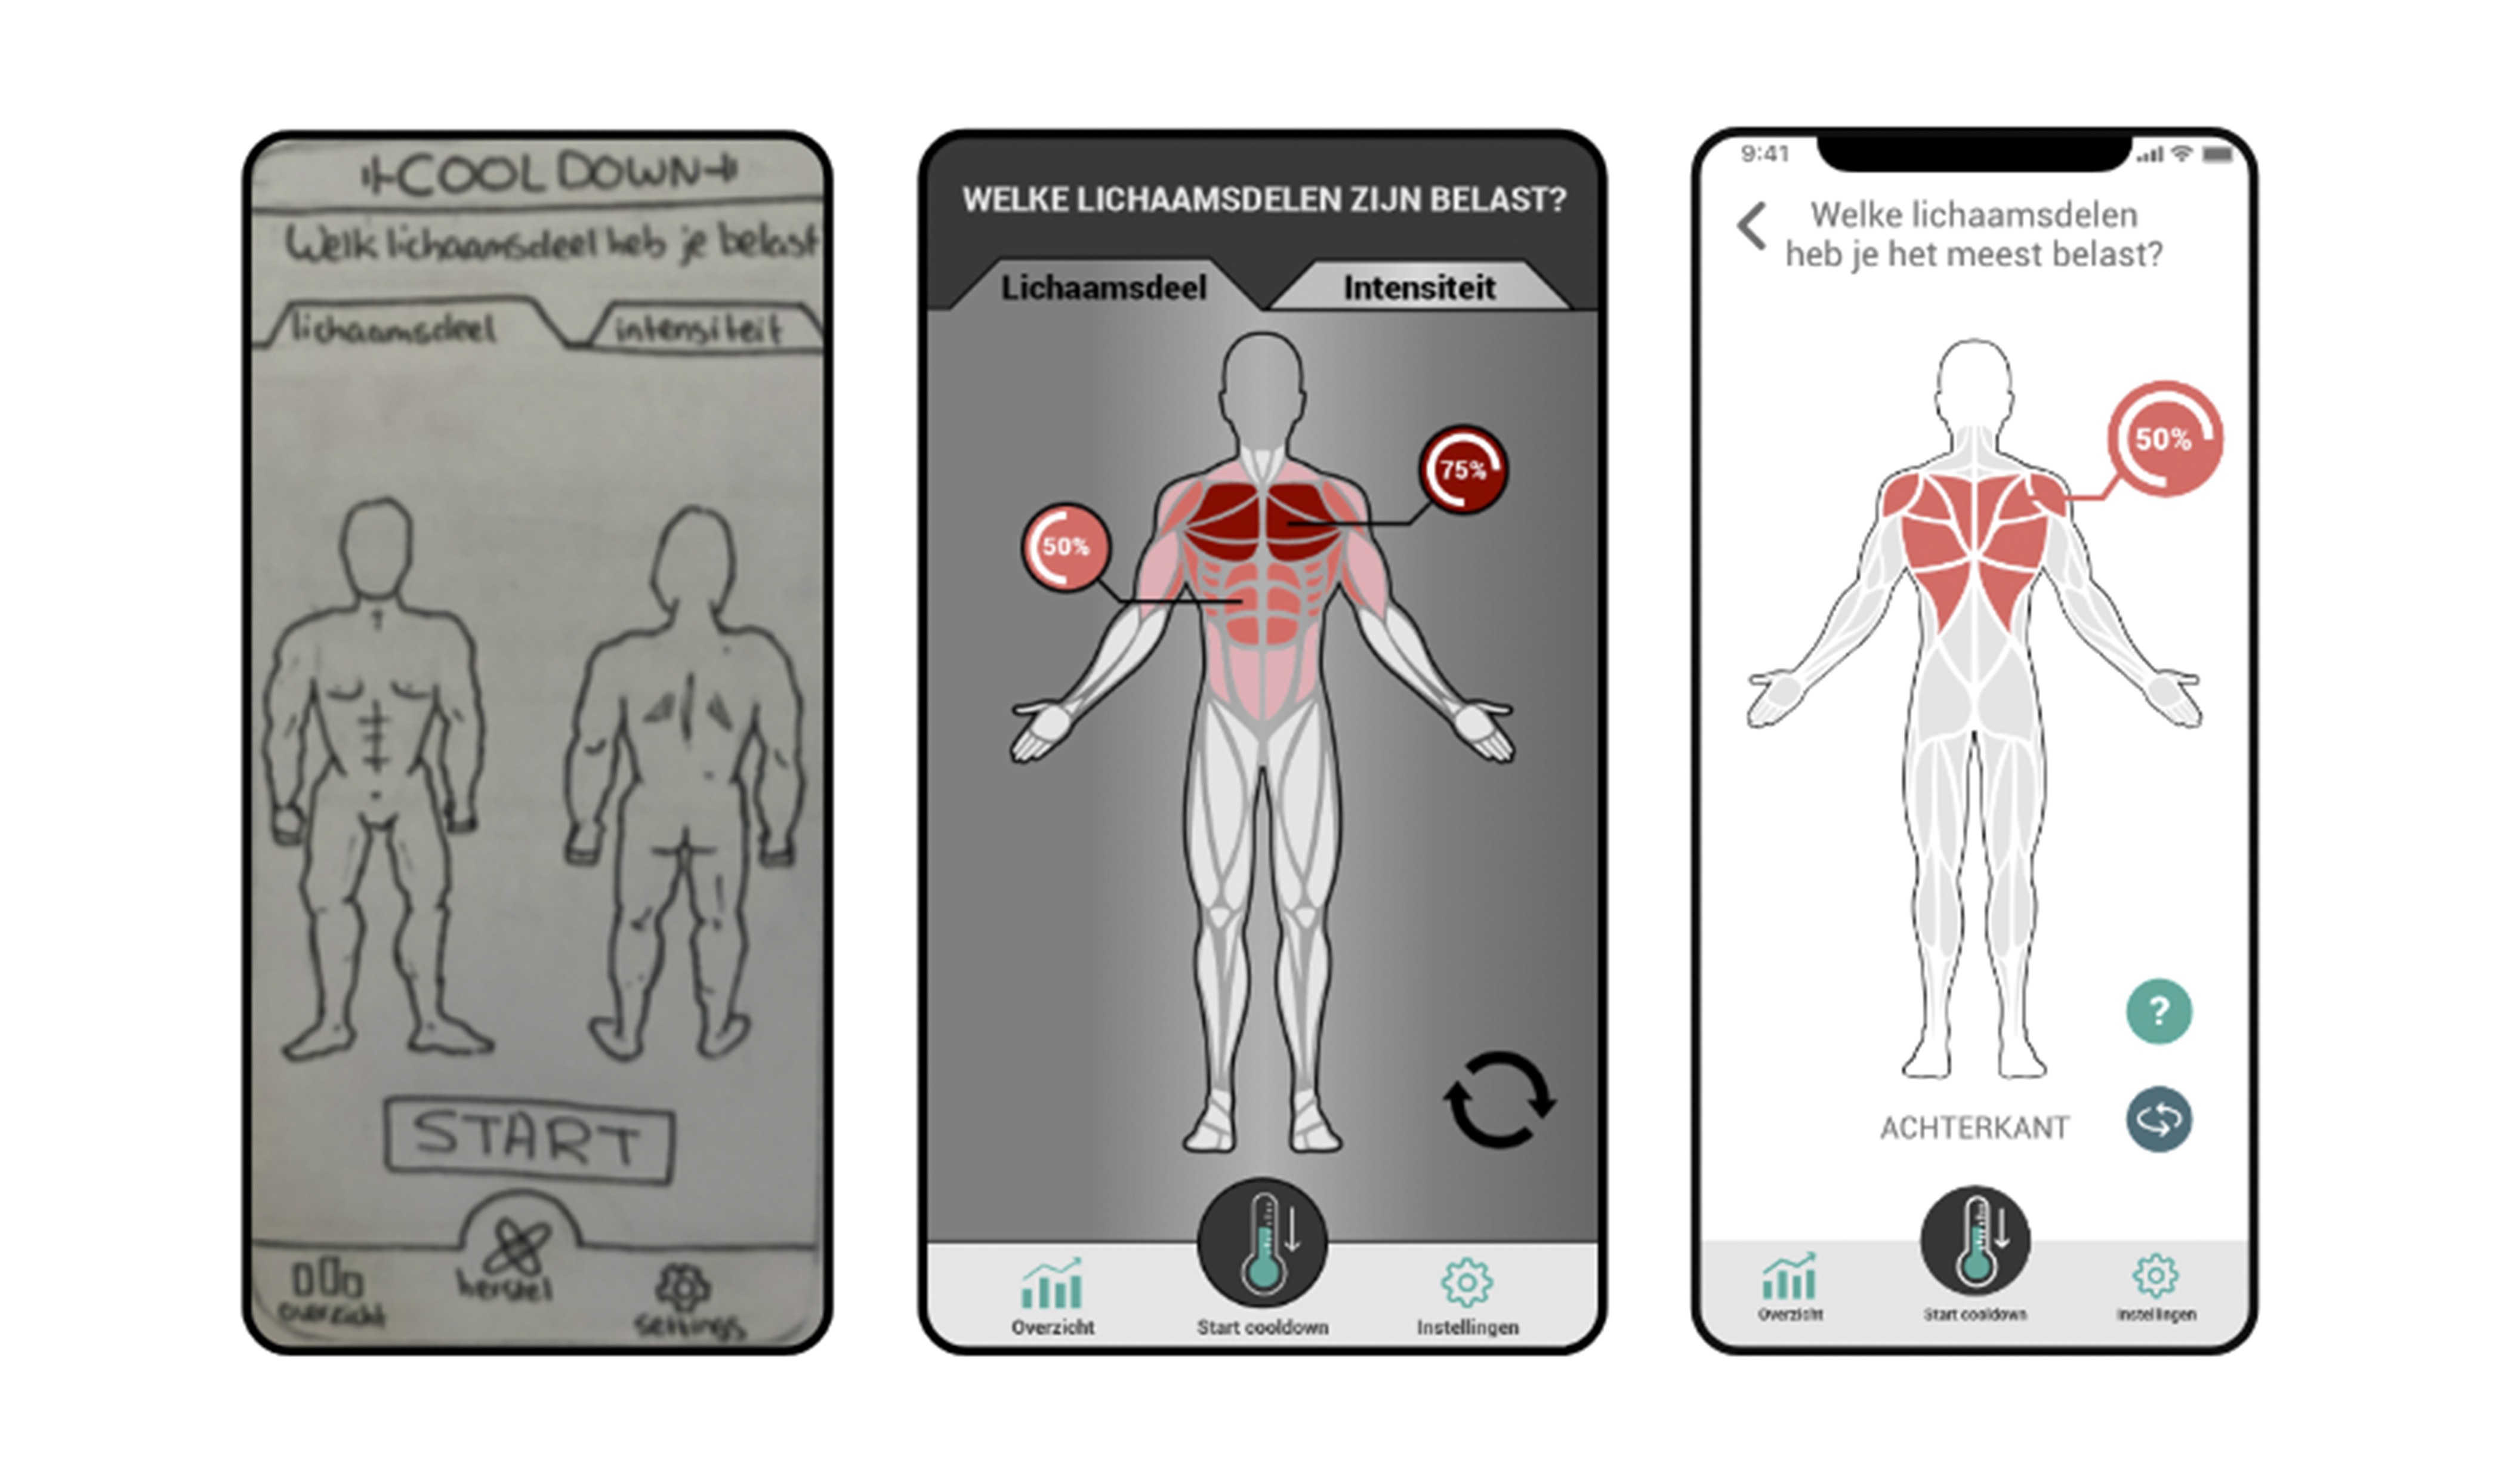 COOLDOWN
Welk lichaamsdeel heb je belast
lichaamsdeel
intensiteit
START
overzicht
herstel
settings
WELKE LICHAAMSDELEN ZIJN BELAST?
Lichaamsdeel
Intensiteit
75%
50%
Overzicht
Start cooldown
Instellingen
9:41
Welke lichaamsdelen
heb je het meest belast?
50%
?
ACHTERKANT
Overzicht
Start cooldown
Instellingen